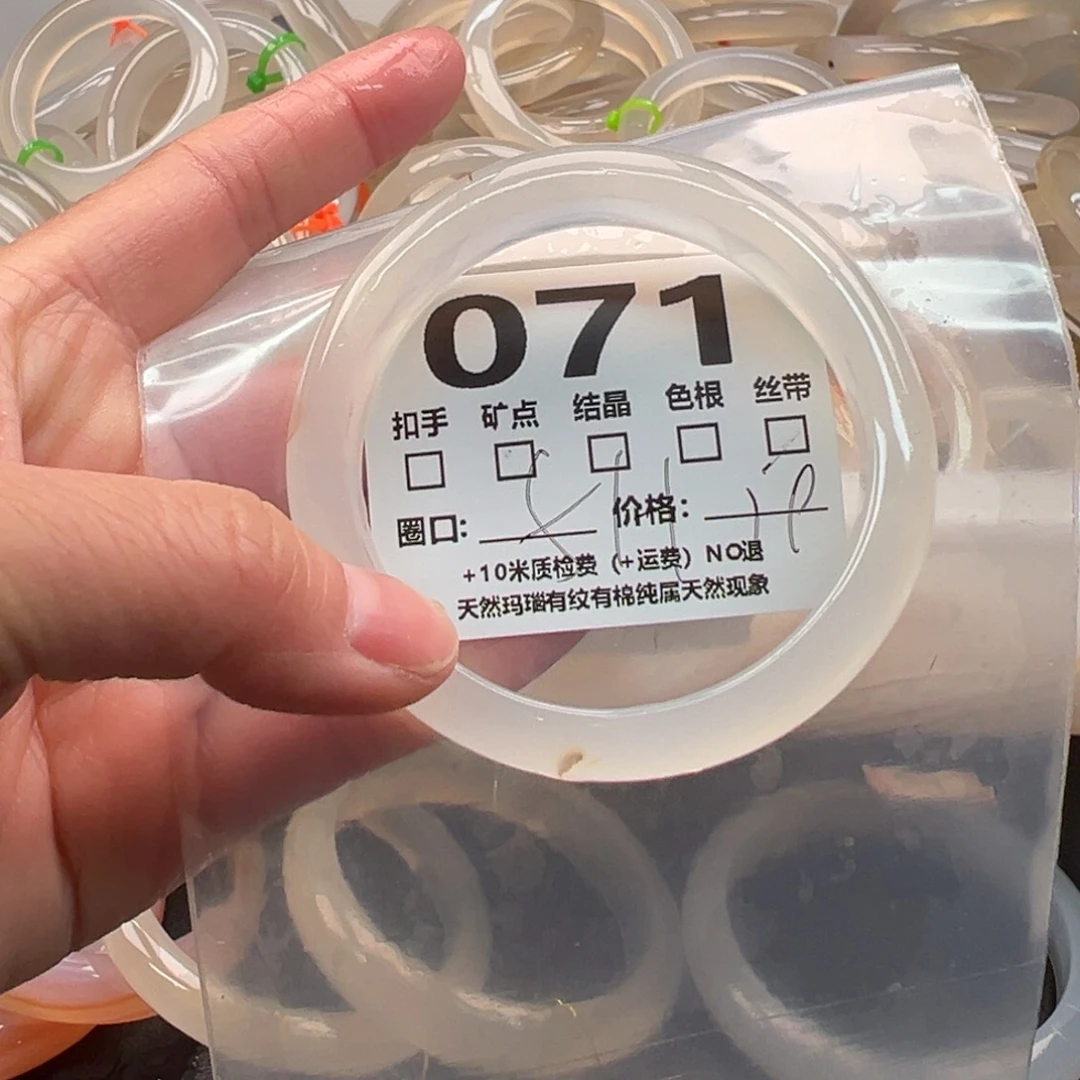 071
扣手 矿点 结晶 色根 丝带
圈口: 价格:
+10米质检费 (+运费) NO退
天然玛瑙有纹有棉纯属天然现象